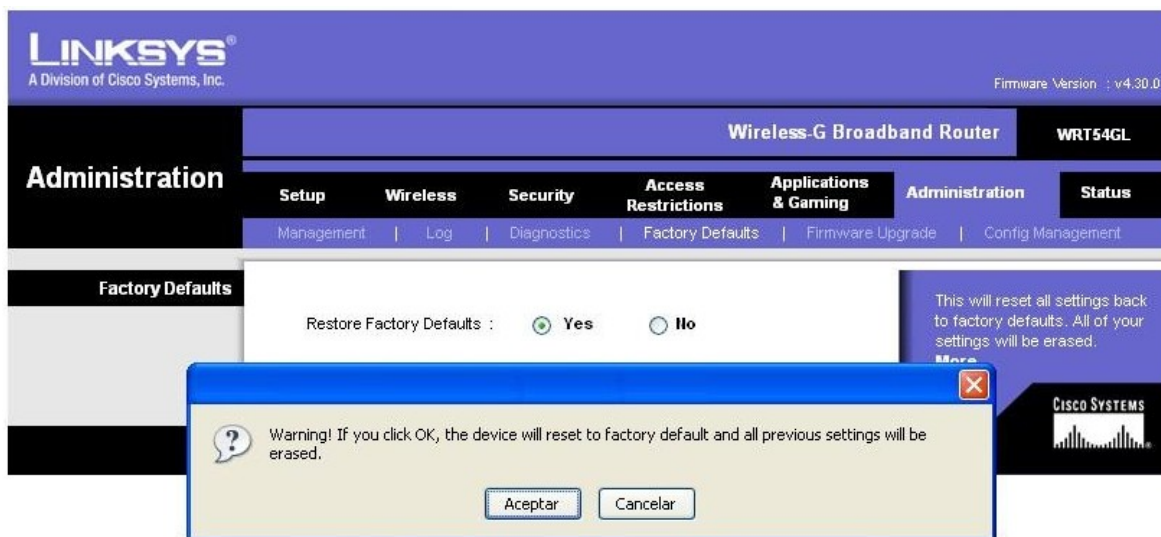 LINKSYS®
A Division of Cisco Systems, Inc.
Firmware Version : v4.30.0
Wireless-G Broadband Router WRT54GL
Administration
Setup Wireless Security Access Restrictions Applications & Gaming Administration Status
Management | Log | Diagnostics | Factory Defaults | Firmware Upgrade | Config Management
Factory Defaults
Restore Factory Defaults : Yes No
This will reset all settings back
to factory defaults. All of your
settings will be erased.
More
Warning! If you click OK, the device will reset to factory default and all previous settings will be
erased.
Aceptar Cancelar
CISCO SYSTEMS